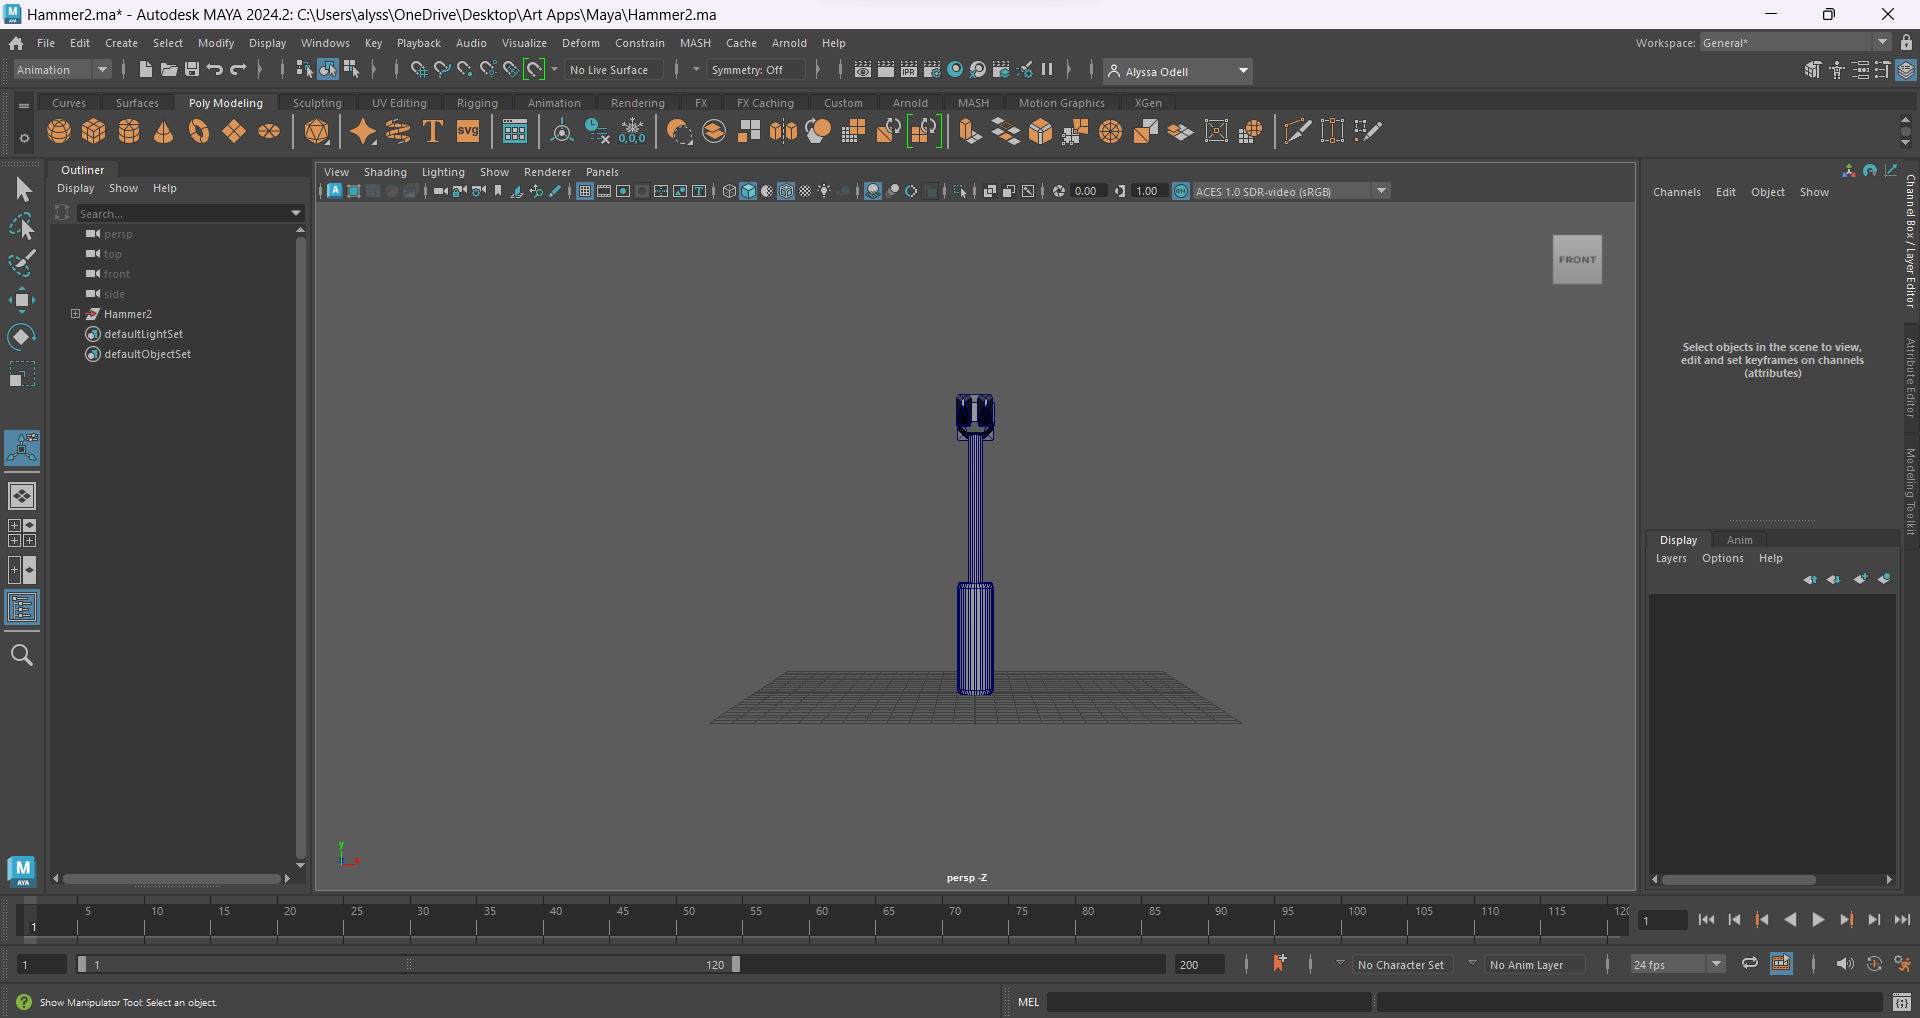 Hammer2.ma* - Autodesk MAYA 2024.2: C:\Users\alyss\OneDrive\Desktop\Art Apps\Maya\Hammer2.ma
File Edit Create Select Modify Display Windows Key Playback Audio Visualize Deform Constrain MASH Cache Arnold Help Workspace: General*
Animation No Live Surface Symmetry: Off IPR Alyssa Odell
Curves Surfaces Poly Modeling Sculpting UV Editing Rigging Animation Rendering FX FX Caching Custom Arnold MASH Motion Graphics XGen
T SVG 0,0,0
Outliner
Display Show Help
Search...
persp
top
front
side
Hammer2
defaultLightSet
defaultObjectSet
View Shading Lighting Show Renderer Panels
0.00 1.00 ON ACES 1.0 SDR-video (sRGB)
FRONT
y
z x
persp -Z
Channels Edit Object Show
Select objects in the scene to view,
edit and set keyframes on channels
(attributes)
Channel Box / Layer Editor
Attribute Editor
Modeling Toolkit
Display Anim
Layers Options Help
M
AYA
5 10 15 20 25 30 35 40 45 50 55 60 65 70 75 80 85 90 95 100 105 110 115 120
1 1
1 1 120 200 No Character Set No Anim Layer 24 fps
Show Manipulator Tool: Select an object. MEL